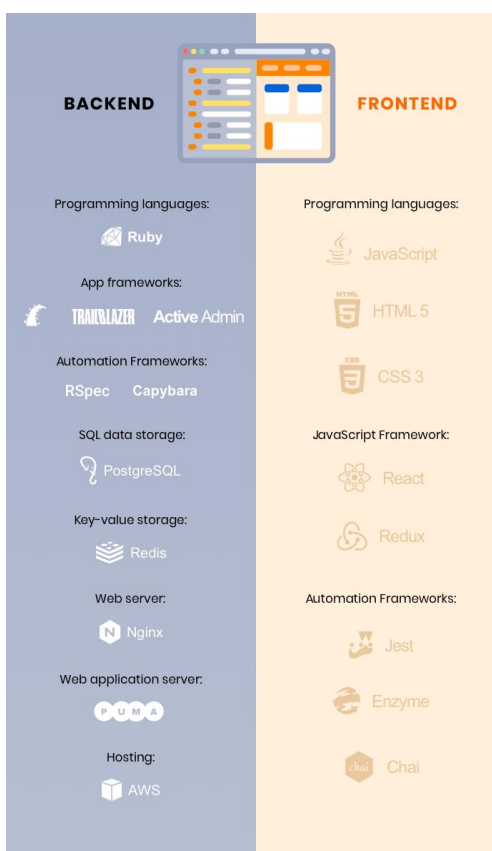 BACKEND
Programming languages:
Ruby
App frameworks:
TRAILBLAZER Active Admin
Automation Frameworks:
RSpec Capybara
SQL data storage:
PostgreSQL
Key-value storage:
Redis
Web server:
N Nginx
Web application server:
PUMA
Hosting:
AWS
FRONTEND
Programming languages:
JavaScript
HTML
5 HTML 5
CSS
3 CSS 3
JavaScript Framework:
React
Redux
Automation Frameworks:
Jest
Enzyme
chai Chai